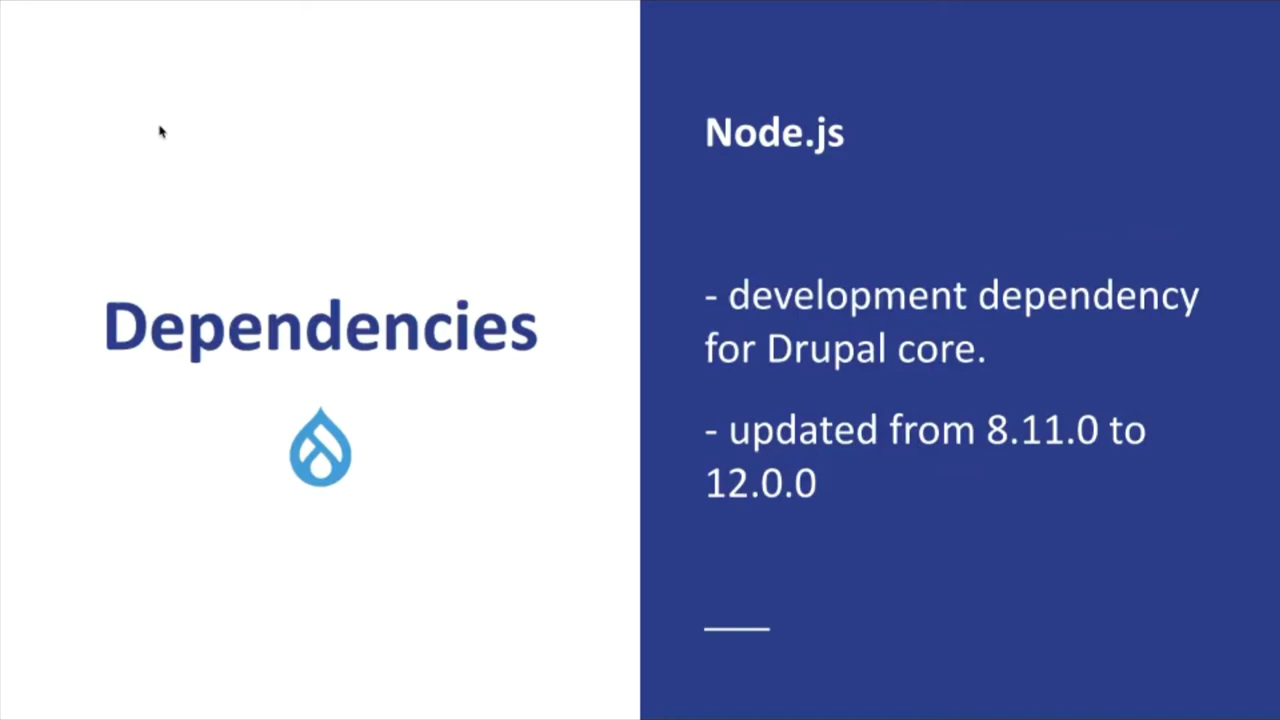 Dependencies
Node.js
- development dependency
for Drupal core.
- updated from 8.11.0 to
12.0.0